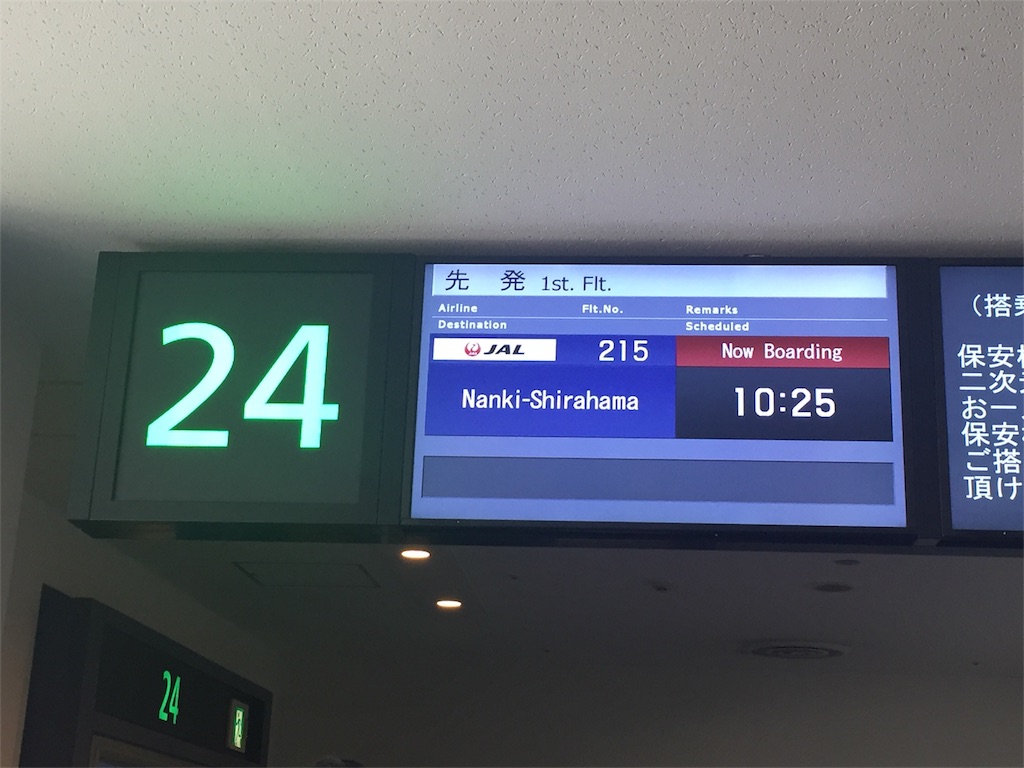 24
先 発 1st. Flt.
Airline Flt.No. Remarks
Destination Scheduled
JAL 215 Now Boarding
Nanki-Shirahama 10:25
(搭
保安
二次
おー
保安
ご搭
頂け
24